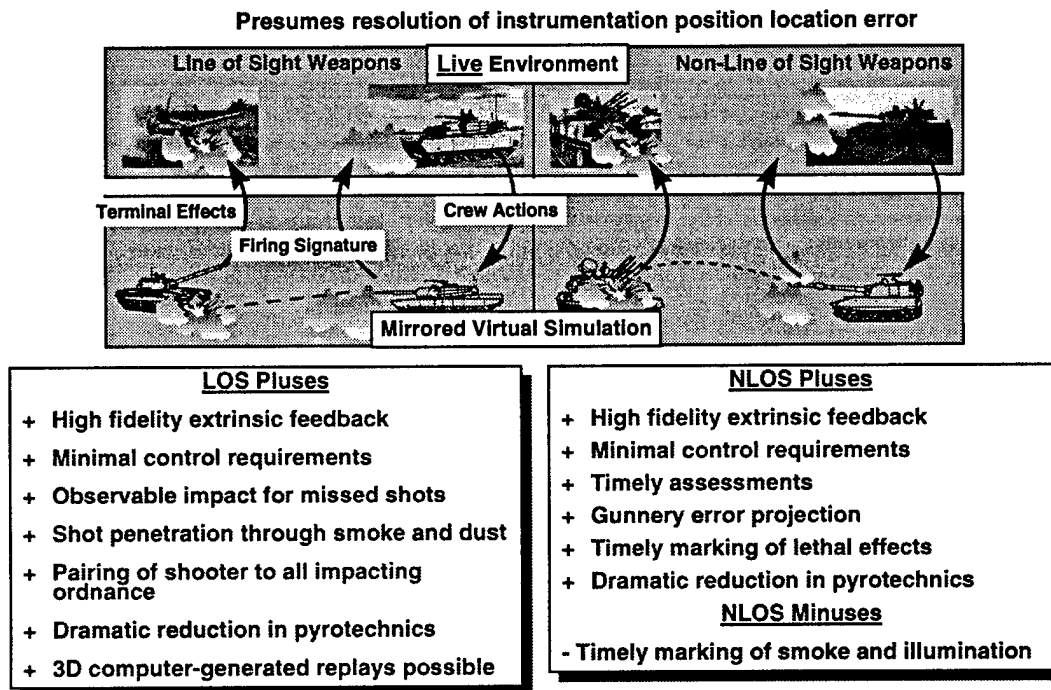 Presumes resolution of instrumentation position location error
Line of Sight Weapons
Live Environment
Non-Line of Sight Weapons
Terminal Effects
Crew Actions
Firing Signature
Mirrored Virtual Simulation
LOS Pluses
+ High fidelity extrinsic feedback
+ Minimal control requirements
+ Observable impact for missed shots
+ Shot penetration through smoke and dust
+ Pairing of shooter to all impacting
ordnance
+ Dramatic reduction in pyrotechnics
+ 3D computer-generated replays possible
NLOS Pluses
+ High fidelity extrinsic feedback
+ Minimal control requirements
+ Timely assessments
+ Gunnery error projection
+ Timely marking of lethal effects
+ Dramatic reduction in pyrotechnics
NLOS Minuses
- Timely marking of smoke and illumination